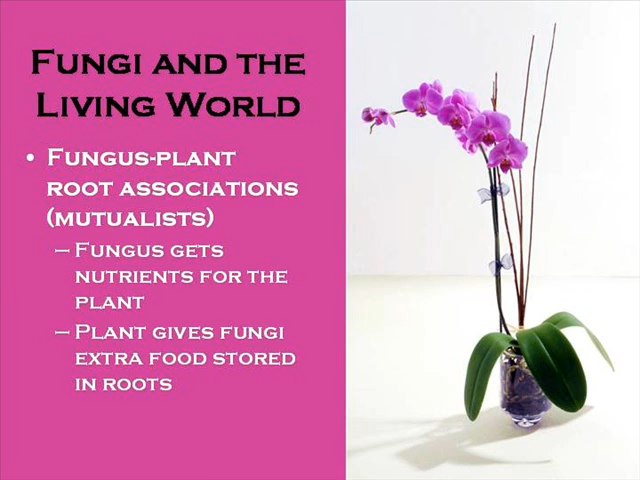 Fungi and the
Living World
• Fungus-plant
root associations
(mutualists)
– Fungus gets
nutrients for the
plant
– Plant gives fungi
extra food stored
in roots